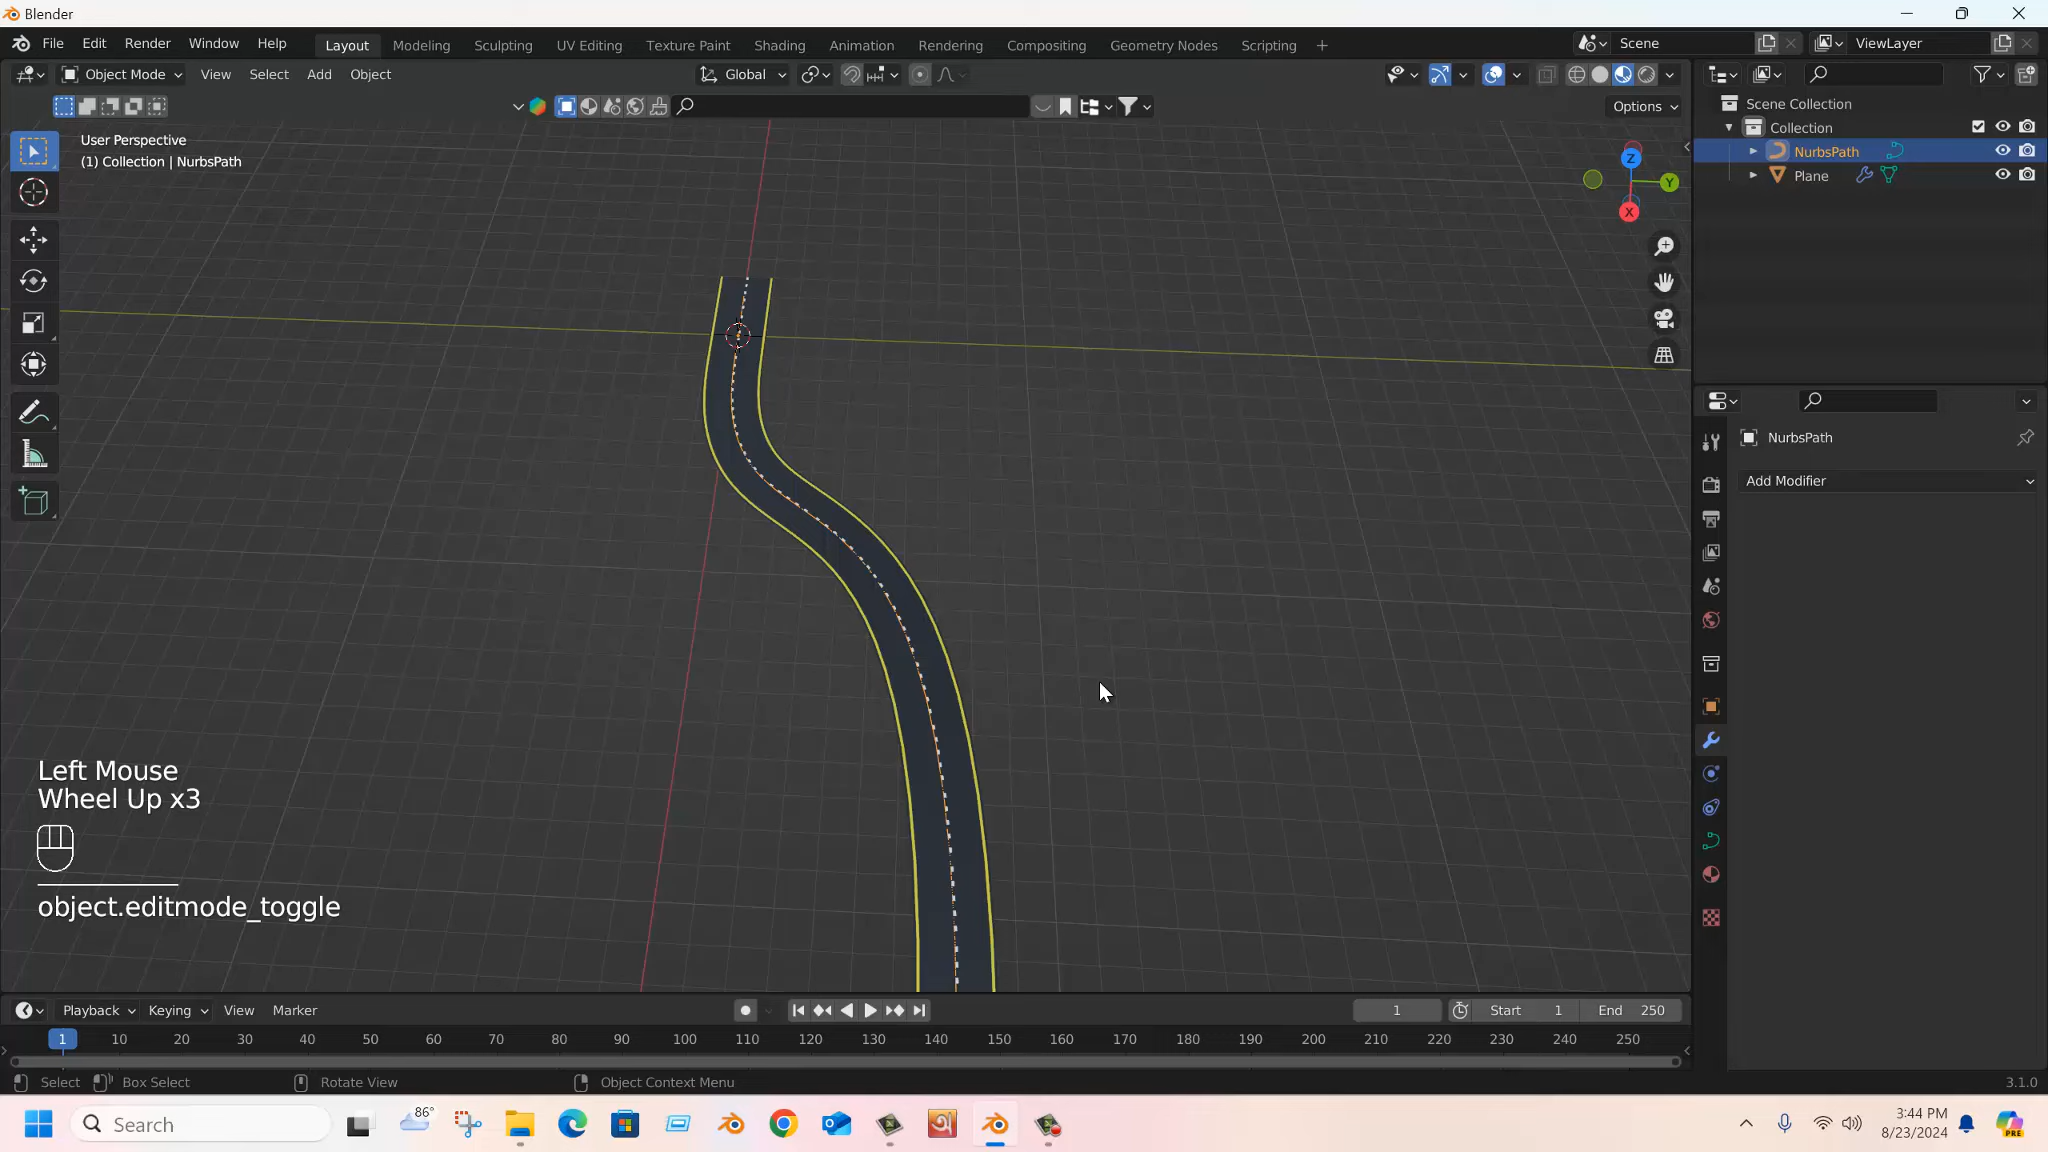 Blender
File Edit Render Window Help Layout Modeling Sculpting UV Editing Texture Paint Shading Animation Rendering Compositing Geometry Nodes Scripting + Scene ViewLayer
Object Mode View Select Add Object Global
Options
User Perspective
(1) Collection | NurbsPath
Z
Y
X
Scene Collection
Collection
NurbsPath
Plane
NurbsPath
Add Modifier
Left Mouse
Wheel Up x3
object.editmode_toggle
Playback Keying View Marker 1 Start 1 End 250
1 10 20 30 40 50 60 70 80 90 100 110 120 130 140 150 160 170 180 190 200 210 220 230 240 250
Select Box Select Rotate View Object Context Menu 3.1.0
Search 86° 3:44 PM
8/23/2024
PRE